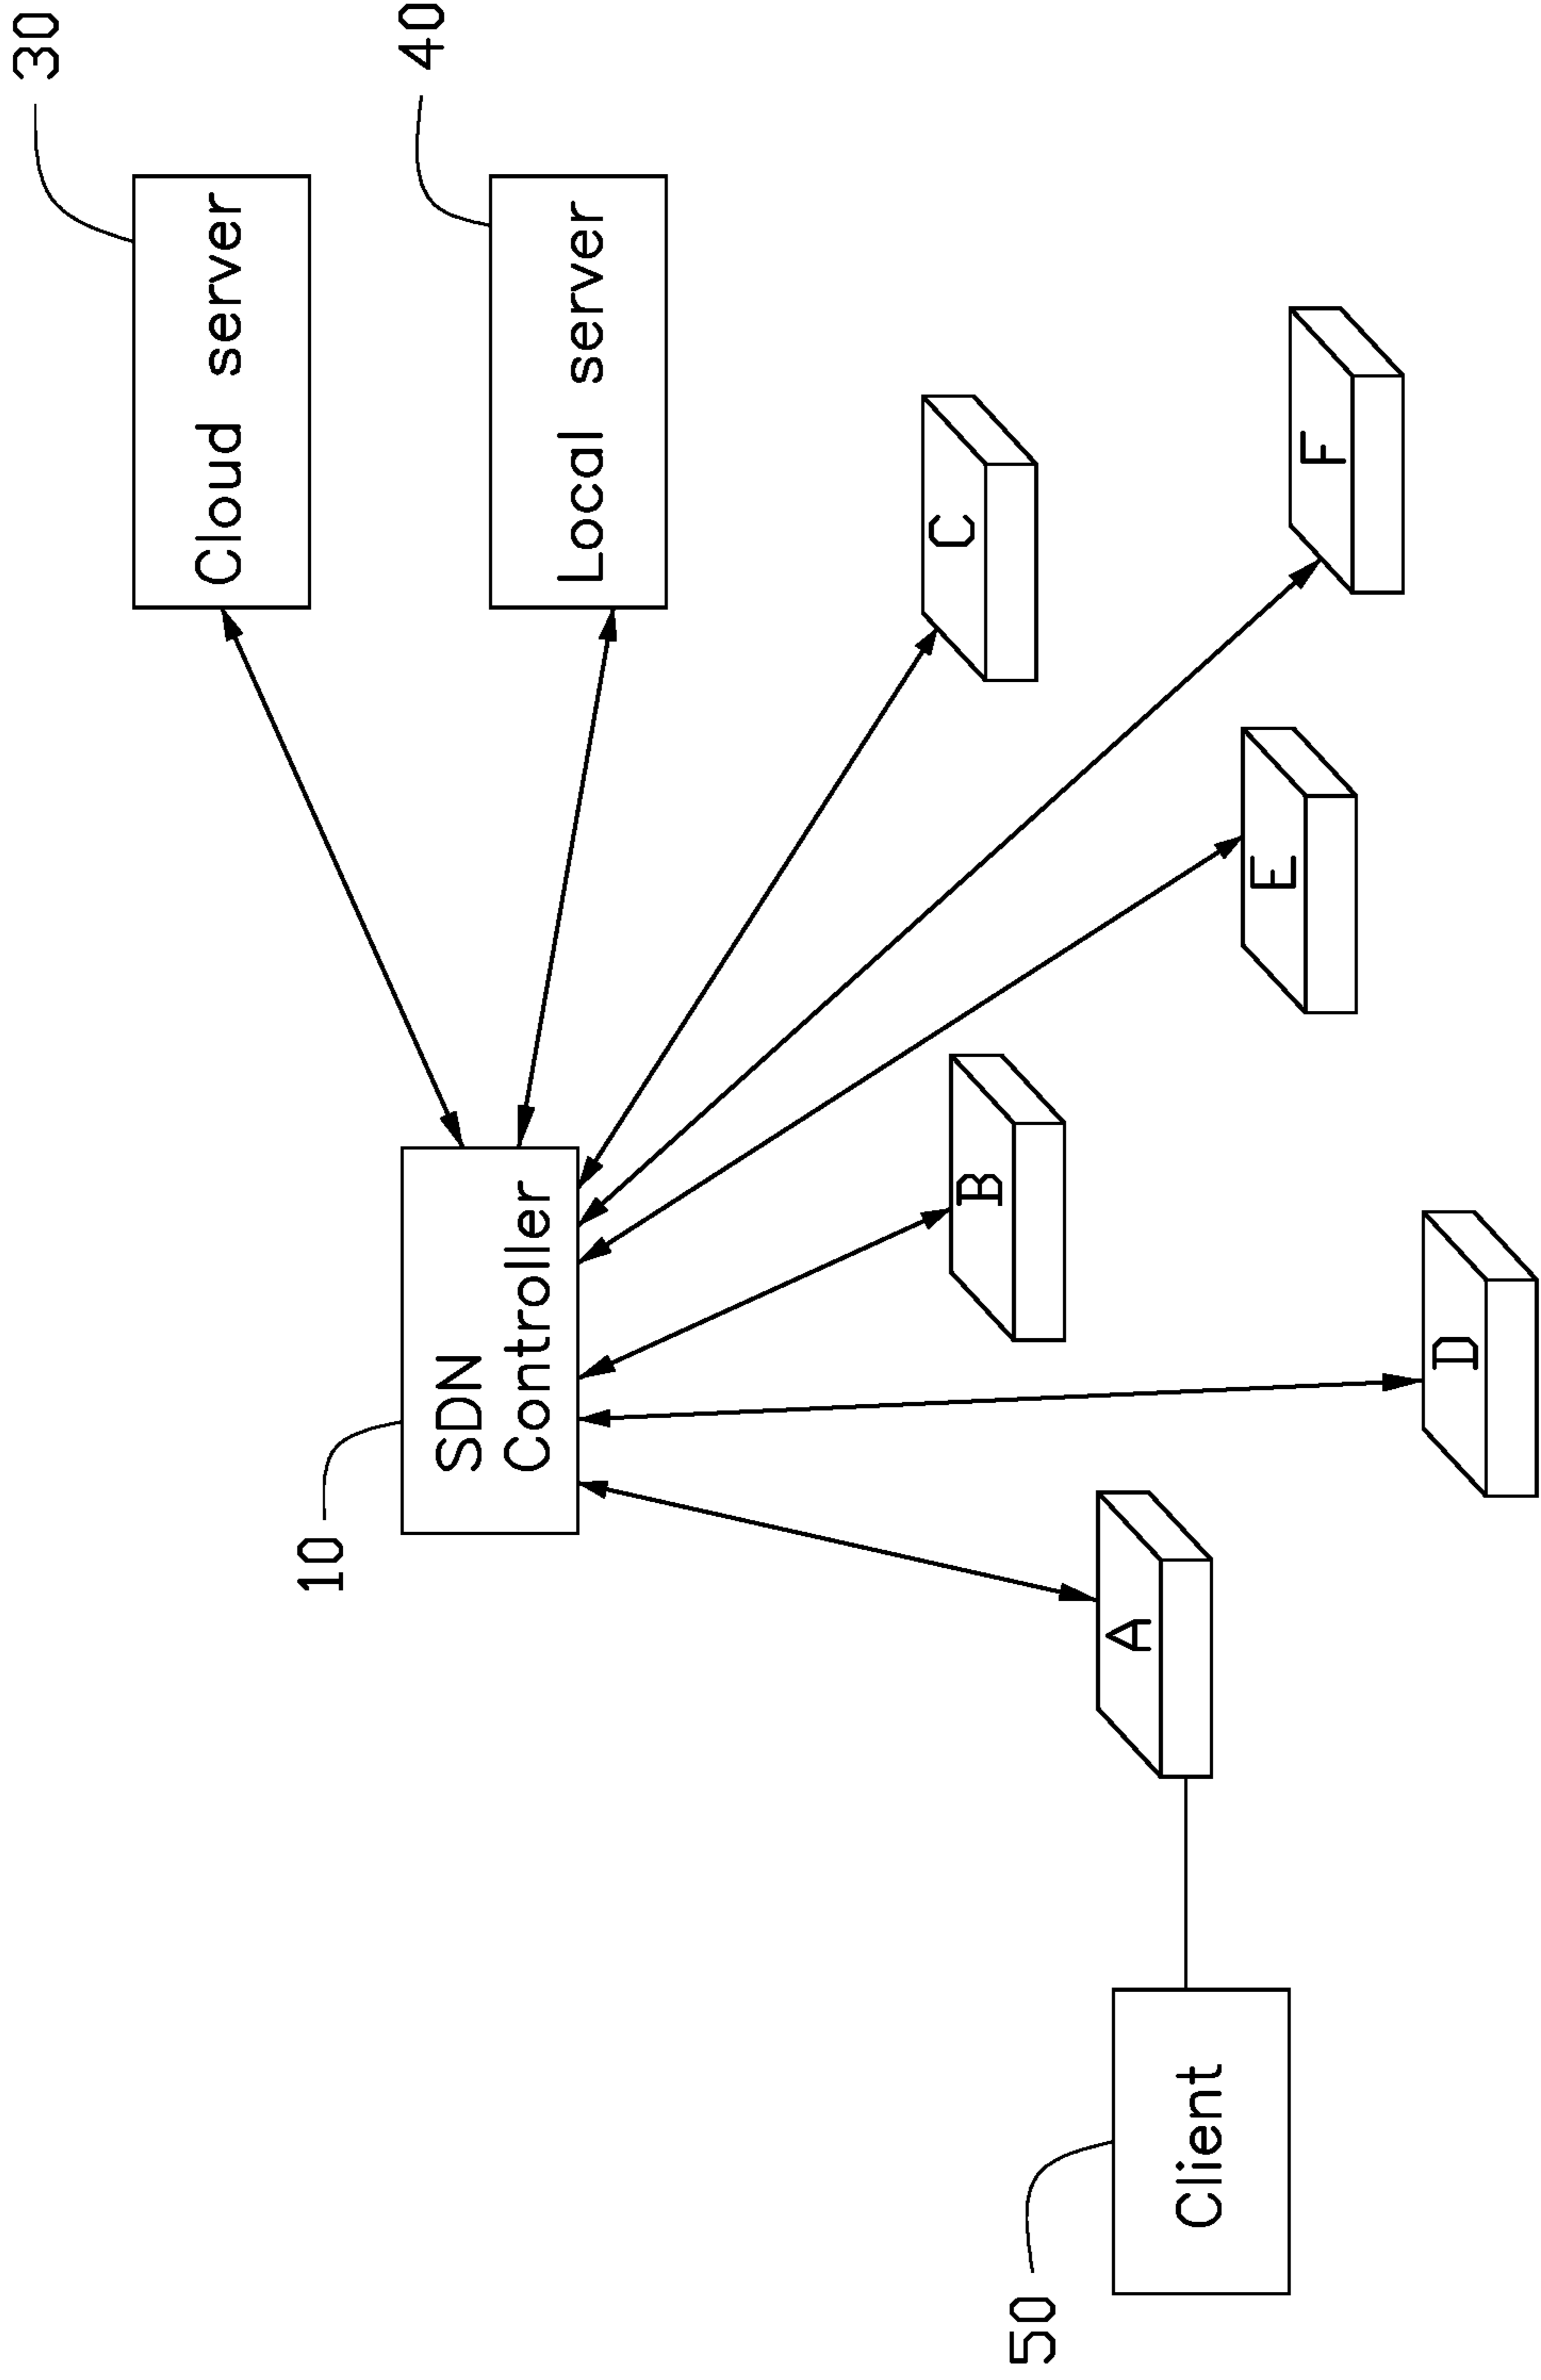 30
Cloud server
40
Local server
10
SDN
Controller
C
F
E
B
D
A
50
Client